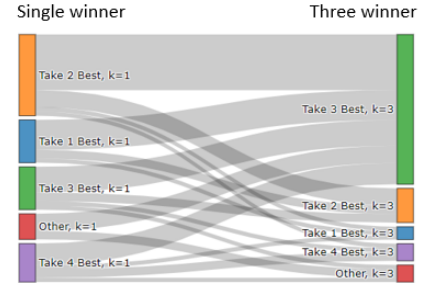 Single winner
Three winner
Take 2 Best, k=1
Take 1 Best, k=1
Take 3 Best, k=1
Other, k=1
Take 4 Best, k=1
Take 3 Best, k=3
Take 2 Best, k=3
Take 1 Best, k=3
Take 4 Best, k=3
Other, k=3